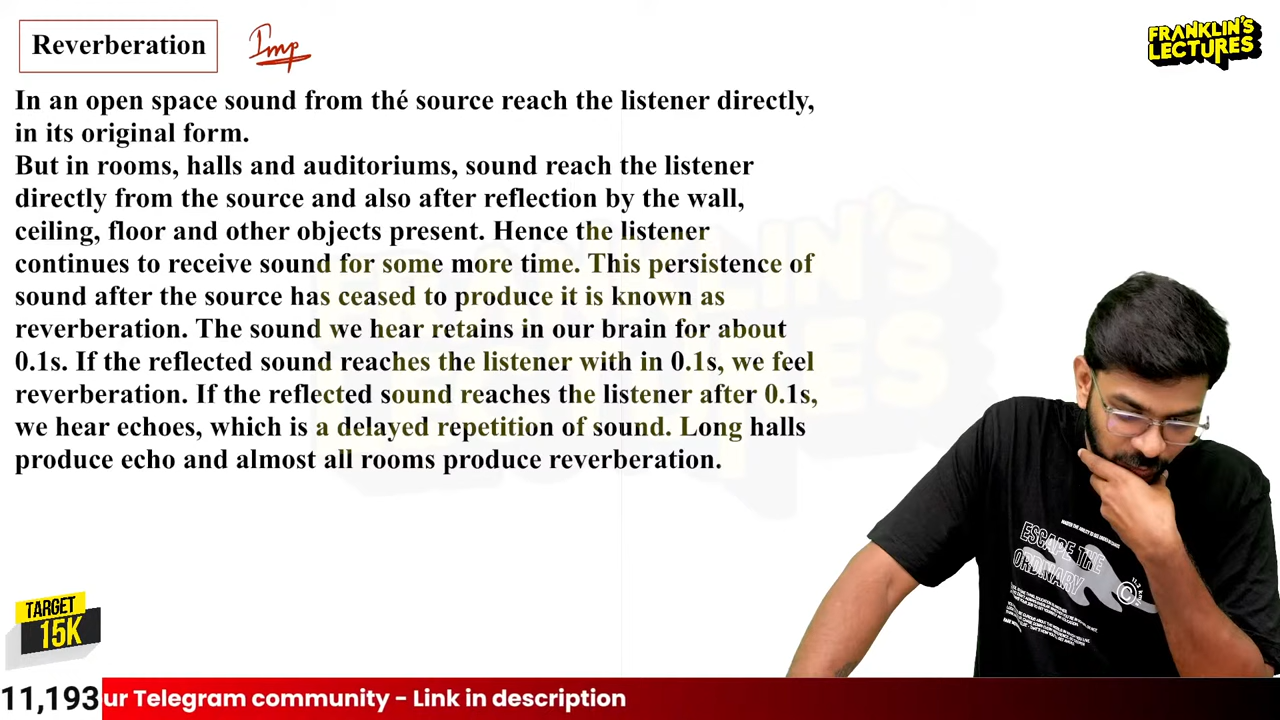 Reverberation
Imp
FRANKLIN'S
LECTURES
In an open space sound from thé source reach the listener directly,
in its original form.
But in rooms, halls and auditoriums, sound reach the listener
directly from the source and also after reflection by the wall,
ceiling, floor and other objects present. Hence the listener
continues to receive sound for some more time. This persistence of
sound after the source has ceased to produce it is known as
reverberation. The sound we hear retains in our brain for about
0.1s. If the reflected sound reaches the listener with in 0.1s, we feel
reverberation. If the reflected sound reaches the listener after 0.1s,
we hear echoes, which is a delayed repetition of sound. Long halls
produce echo and almost all rooms produce reverberation.
FRANKLIN'S
LECTURES
ESCAPE THE
ORDINARY
TARGET
15K
11,193
ur Telegram community - Link in description